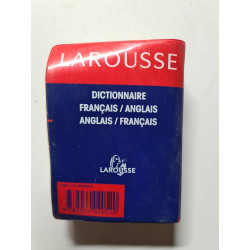 LAROUSSE
DICTIONNAIRE
FRANÇAIS / ANGLAIS
ANGLAIS / FRANÇAIS
LAROUSSE